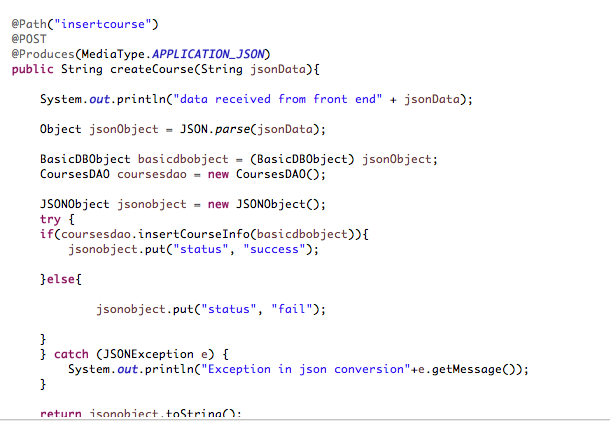 @Path("insertcourse")
@POST
@Produces(MediaType.APPLICATION_JSON)
public String createCourse(String jsonData){
System.out.println("data received from front end" + jsonData);
Object jsonObject = JSON.parse(jsonData);
BasicDBObject basicdbobject = (BasicDBObject) jsonObject;
CoursesDAO coursesdao = new CoursesDAO();
JSONObject jsonobject = new JSONObject();
try {
if(coursesdao.insertCourseInfo(basicdbobject)){
jsonobject.put("status", "success");
}else{
jsonobject.put("status", "fail");
}
} catch (JSONException e) {
System.out.println("Exception in json conversion"+e.getMessage());
}
return jsonobject.toString();